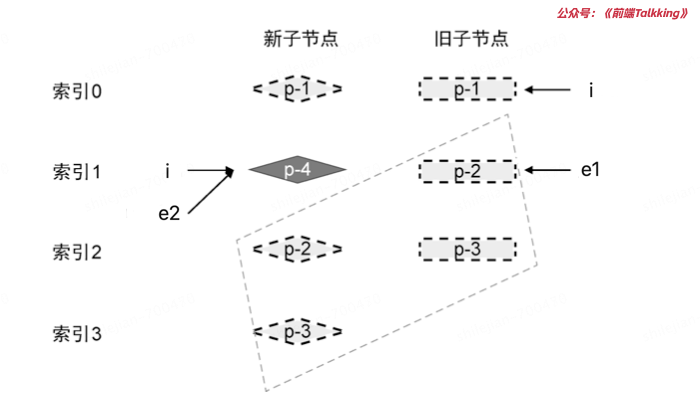 公众号：《前端Talkking》
新子节点 旧子节点
索引0 p-1 p-1 i
索引1 i p-4 p-2 e1
e2
索引2 p-2 p-3
索引3 p-3